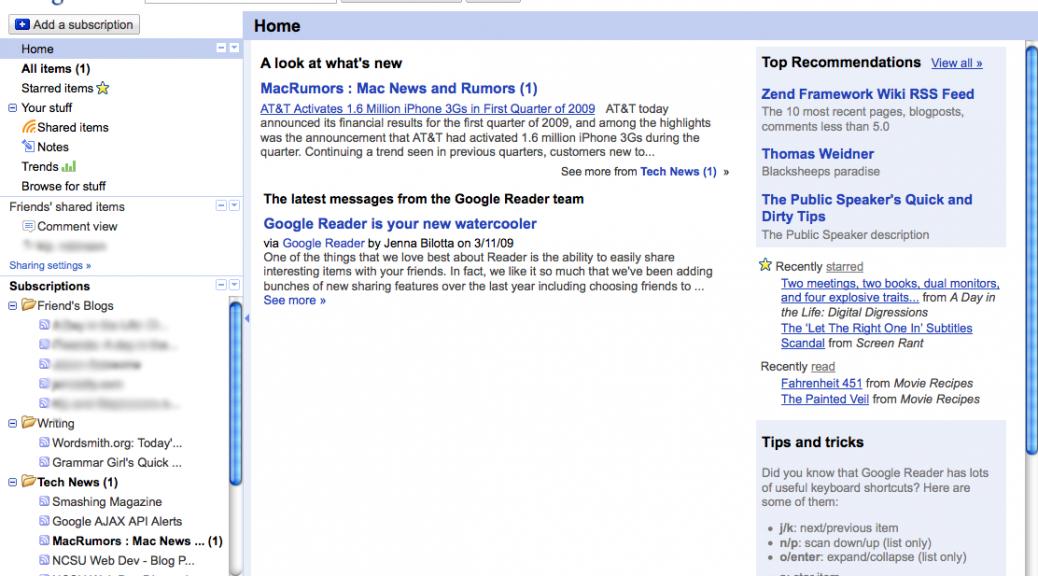 Add a subscription
Home
All items (1)
Starred items
Your stuff
Shared items
Notes
Trends
Browse for stuff
Friends' shared items
Comment view
Sharing settings »
Subscriptions
Friend's Blogs
Writing
Wordsmith.org: Today'...
Grammar Girl's Quick ...
Tech News (1)
Smashing Magazine
Google AJAX API Alerts
MacRumors : Mac News ... (1)
NCSU Web Dev - Blog P...
Home
A look at what's new
MacRumors : Mac News and Rumors (1)
AT&T Activates 1.6 Million iPhone 3Gs in First Quarter of 2009 AT&T today
announced its financial results for the first quarter of 2009, and among the highlights
was the announcement that AT&T had activated 1.6 million iPhone 3Gs during the
quarter. Continuing a trend seen in previous quarters, customers new to...
See more from Tech News (1) »
The latest messages from the Google Reader team
Google Reader is your new watercooler
via Google Reader by Jenna Bilotta on 3/11/09
One of the things that we love best about Reader is the ability to easily share
interesting items with your friends. In fact, we like it so much that we've been adding
bunches of new sharing features over the last year including choosing friends to ...
See more »
Top Recommendations View all »
Zend Framework Wiki RSS Feed
The 10 most recent pages, blogposts,
comments less than 5.0
Thomas Weidner
Blacksheeps paradise
The Public Speaker's Quick and
Dirty Tips
The Public Speaker description
Recently starred
Two meetings, two books, dual monitors,
and four explosive traits... from A Day in
the Life: Digital Digressions
The 'Let The Right One In' Subtitles
Scandal from Screen Rant
Recently read
Fahrenheit 451 from Movie Recipes
The Painted Veil from Movie Recipes
Tips and tricks
Did you know that Google Reader has lots
of useful keyboard shortcuts? Here are
some of them:
j/k: next/previous item
n/p: scan down/up (list only)
o/enter: expand/collapse (list only)